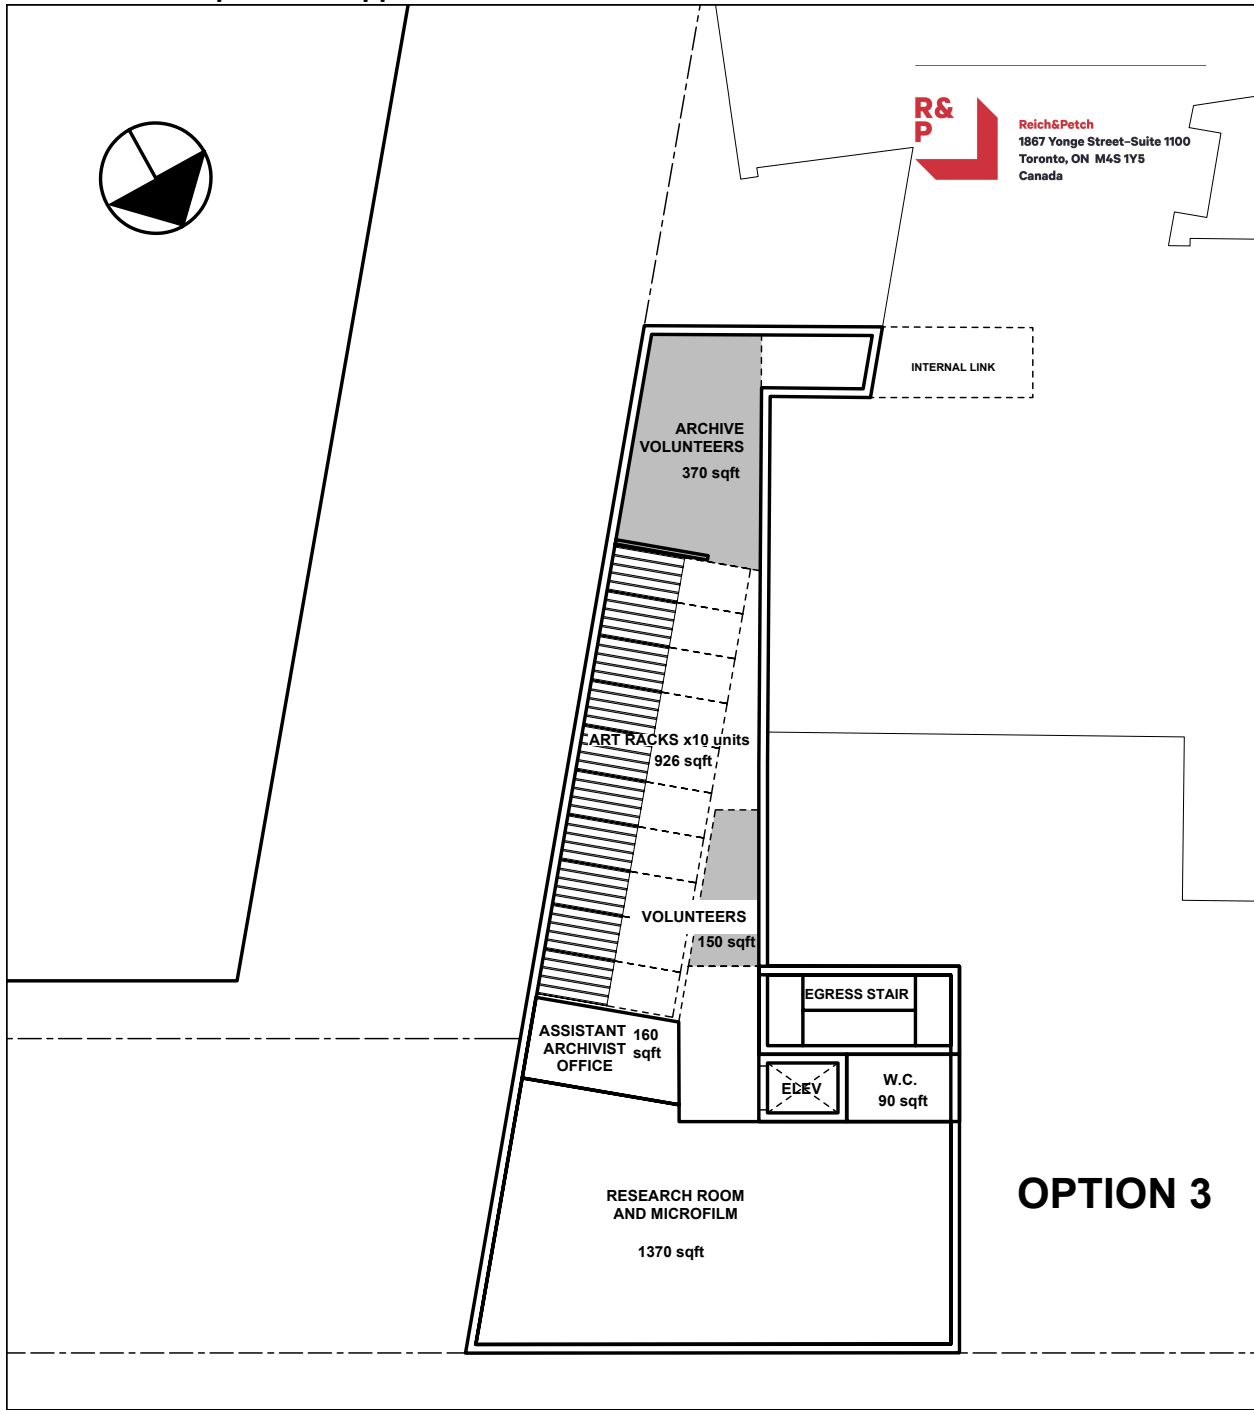 R&
P
Reich&Petch
1867 Yonge Street–Suite 1100
Toronto, ON  M4S 1Y5
Canada
INTERNAL LINK
ARCHIVE
VOLUNTEERS
370 sqft
ART RACKS x10 units
926 sqft
VOLUNTEERS
150 sqft
EGRESS STAIR
ASSISTANT
ARCHIVIST
OFFICE
160
sqft
ELEV
W.C.
90 sqft
RESEARCH ROOM
AND MICROFILM
1370 sqft
OPTION 3